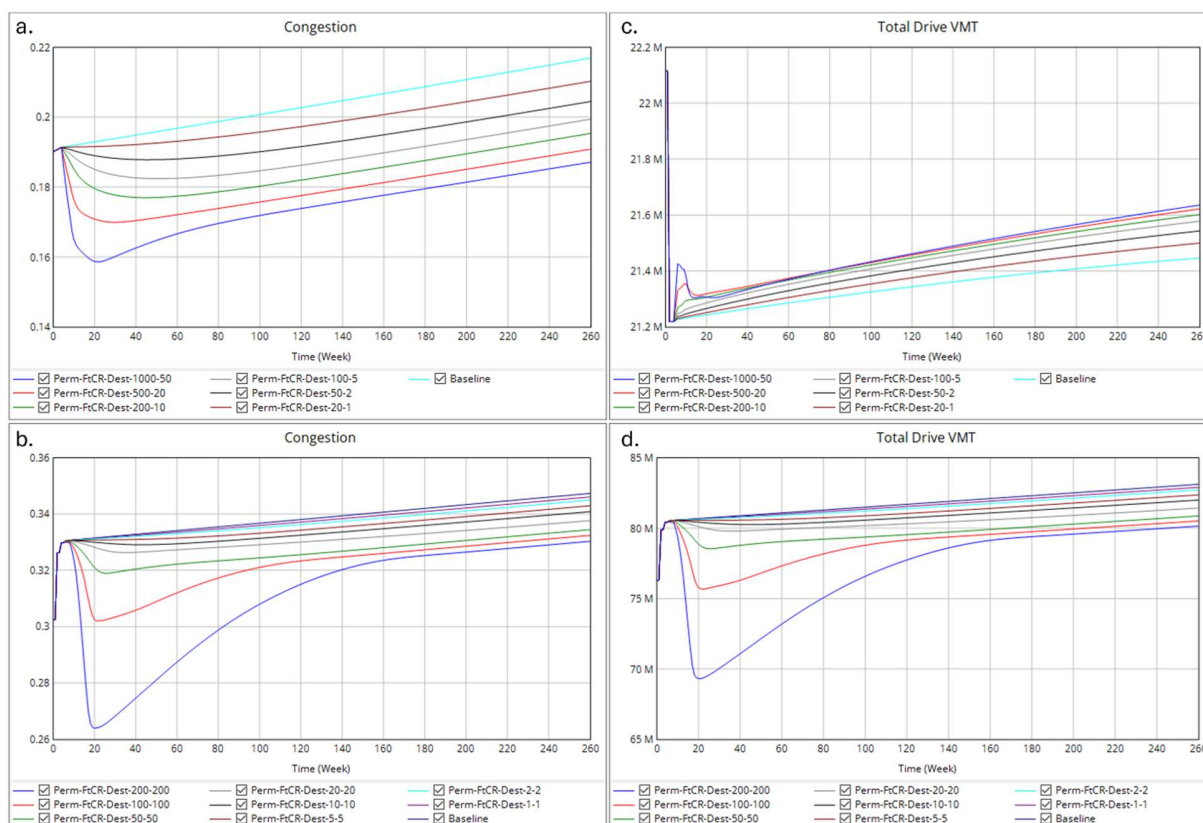 a.
Congestion
0.22
0.2
0.18
0.16
0.14
0 20 40 60 80 100 120 140 160 180 200 220 240 260
Time (Week)
Perm-FtCR-Dest-1000-50 Perm-FtCR-Dest-100-5 Baseline
Perm-FtCR-Dest-500-20 Perm-FtCR-Dest-50-2
Perm-FtCR-Dest-200-10 Perm-FtCR-Dest-20-1
c.
Total Drive VMT
22.2 M
22 M
21.8 M
21.6 M
21.4 M
21.2 M
0 20 40 60 80 100 120 140 160 180 200 220 240 260
Time (Week)
Perm-FtCR-Dest-1000-50 Perm-FtCR-Dest-100-5 Baseline
Perm-FtCR-Dest-500-20 Perm-FtCR-Dest-50-2
Perm-FtCR-Dest-200-10 Perm-FtCR-Dest-20-1
b.
Congestion
0.36
0.34
0.32
0.3
0.28
0.26
0 20 40 60 80 100 120 140 160 180 200 220 240 260
Time (Week)
Perm-FtCR-Dest-200-200 Perm-FtCR-Dest-20-20 Perm-FtCR-Dest-2-2
Perm-FtCR-Dest-100-100 Perm-FtCR-Dest-10-10 Perm-FtCR-Dest-1-1
Perm-FtCR-Dest-50-50 Perm-FtCR-Dest-5-5 Baseline
d.
Total Drive VMT
85 M
80 M
75 M
70 M
65 M
0 20 40 60 80 100 120 140 160 180 200 220 240 260
Time (Week)
Perm-FtCR-Dest-200-200 Perm-FtCR-Dest-20-20 Perm-FtCR-Dest-2-2
Perm-FtCR-Dest-100-100 Perm-FtCR-Dest-10-10 Perm-FtCR-Dest-1-1
Perm-FtCR-Dest-50-50 Perm-FtCR-Dest-5-5 Baseline